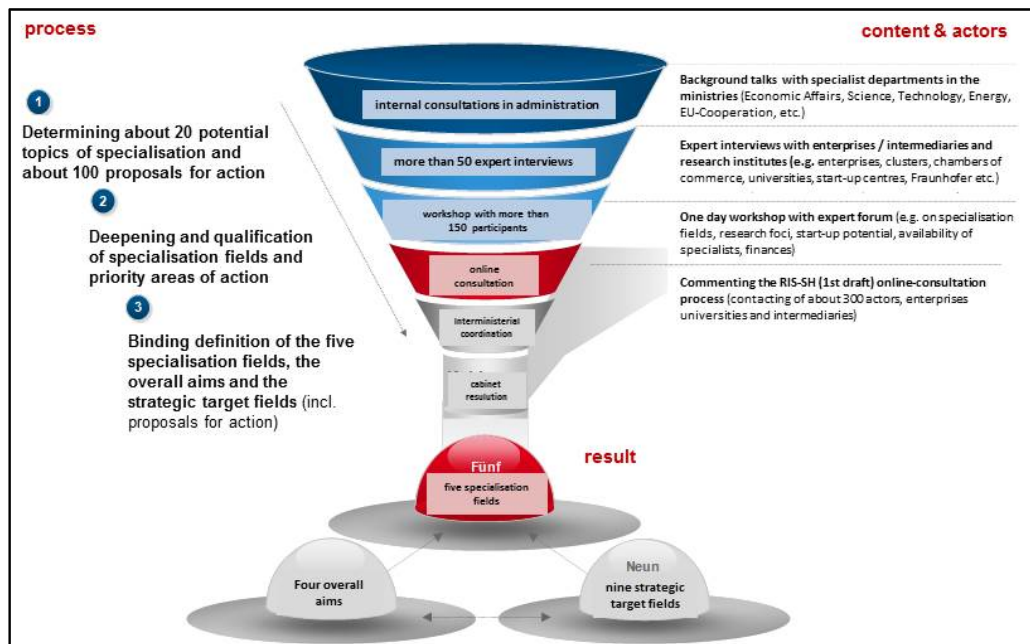 process
content & actors
1
Determining about 20 potential
topics of specialisation and
about 100 proposals for action
2
Deepening and qualification
of specialisation fields and
priority areas of action
3
Binding definition of the five
specialisation fields, the
overall aims and the
strategic target fields (incl.
proposals for action)
internal consultations in administration
more than 50 expert interviews
workshop with more than
150 participants
online
consultation
Interministerial
coordination
cabinet
resulution
Background talks with specialist departments in the
ministries (Economic Affairs, Science, Technology, Energy,
EU-Cooperation, etc.)
Expert interviews with enterprises / intermediaries and
research institutes (e.g. enterprises, clusters, chambers of
commerce, universities, start-up centres, Fraunhofer etc.)
One day workshop with expert forum (e.g. on specialisation
fields, research foci, start-up potential, availability of
specialists, finances)
Commenting the RIS-SH (1st draft) online-consultation
process (contacting of about 300 actors, enterprises
universities and intermediaries)
result
Fünf
five specialisation
fields
Four overall
aims
Neun
nine strategic
target fields